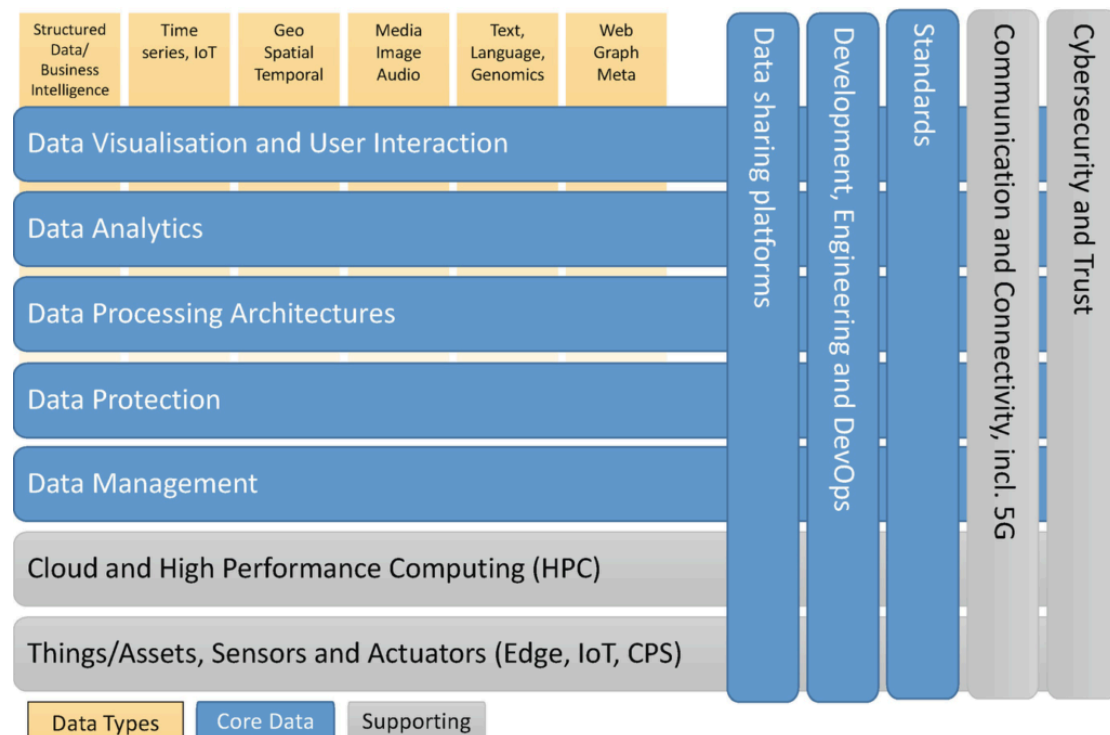 Structured
Data/
Business
Intelligence
Time
series, IoT
Geo
Spatial
Temporal
Media
Image
Audio
Text,
Language,
Genomics
Web
Graph
Meta
Data sharing platforms
Development, Engineering and DevOps
Standards
Communication and Connectivity, incl. 5G
Cybersecurity and Trust
Data Visualisation and User Interaction
Data Analytics
Data Processing Architectures
Data Protection
Data Management
Cloud and High Performance Computing (HPC)
Things/Assets, Sensors and Actuators (Edge, IoT, CPS)
Data Types
Core Data
Supporting